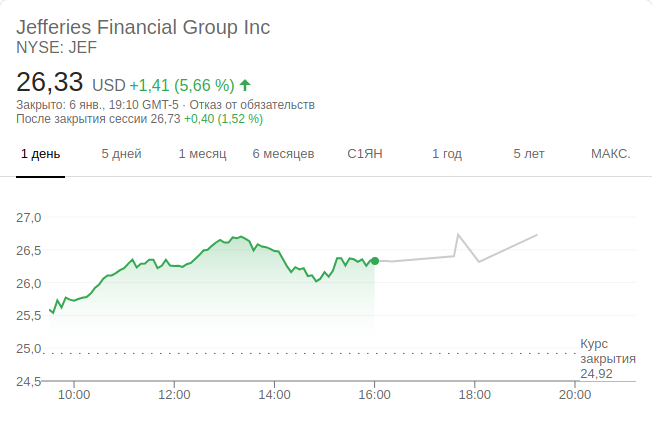 Jefferies Financial Group Inc
NYSE: JEF
26,33 USD +1,41 (5,66 %)
Закрыто: 6 янв., 19:10 GMT-5 · Отказ от обязательств
После закрытия сессии 26,73 +0,40 (1,52 %)
1 день 5 дней 1 месяц 6 месяцев С1ЯН 1 год 5 лет МАКС.
27,0
26,5
26,0
25,5
25,0
24,5
Курс
закрытия
24,92
10:00 12:00 14:00 16:00 18:00 20:00